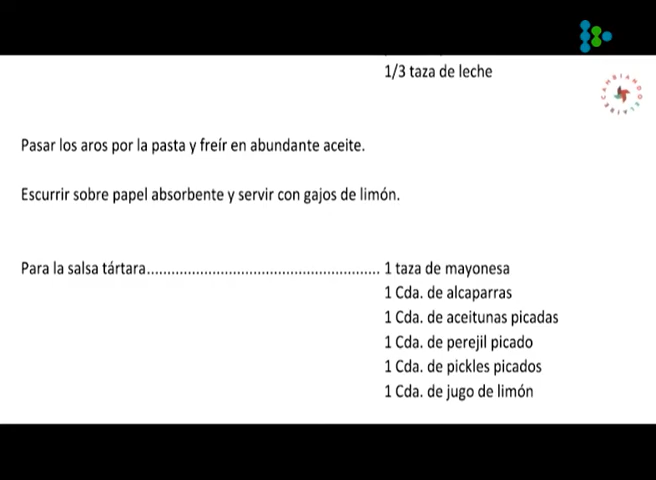 1/3 taza de leche
Pasar los aros por la pasta y freír en abundante aceite.
Escurrir sobre papel absorbente y servir con gajos de limón.
Para la salsa tártara........................................................ 1 taza de mayonesa
1 Cda. de alcaparras
1 Cda. de aceitunas picadas
1 Cda. de perejil picado
1 Cda. de pickles picados
1 Cda. de jugo de limón